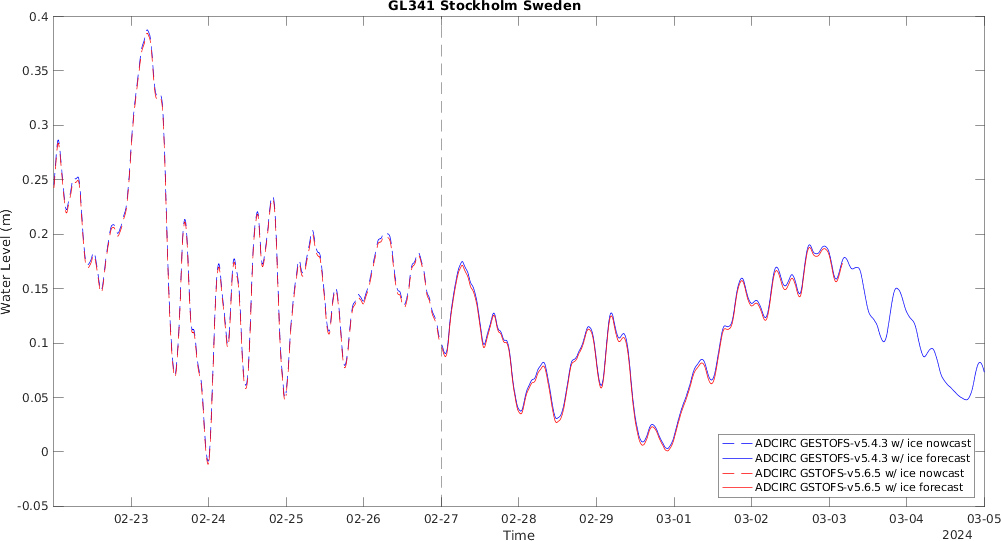 GL341 Stockholm Sweden
0.4
0.35
0.3
0.25
0.2
0.15
0.1
0.05
0
-0.05
Water Level (m)
ADCIRC GESTOFS-v5.4.3 w/ ice nowcast
ADCIRC GESTOFS-v5.4.3 w/ ice forecast
ADCIRC GSTOFS-v5.6.5 w/ ice nowcast
ADCIRC GSTOFS-v5.6.5 w/ ice forecast
02-23 02-24 02-25 02-26 02-27 02-28 02-29 03-01 03-02 03-03 03-04 03-05
Time
2024